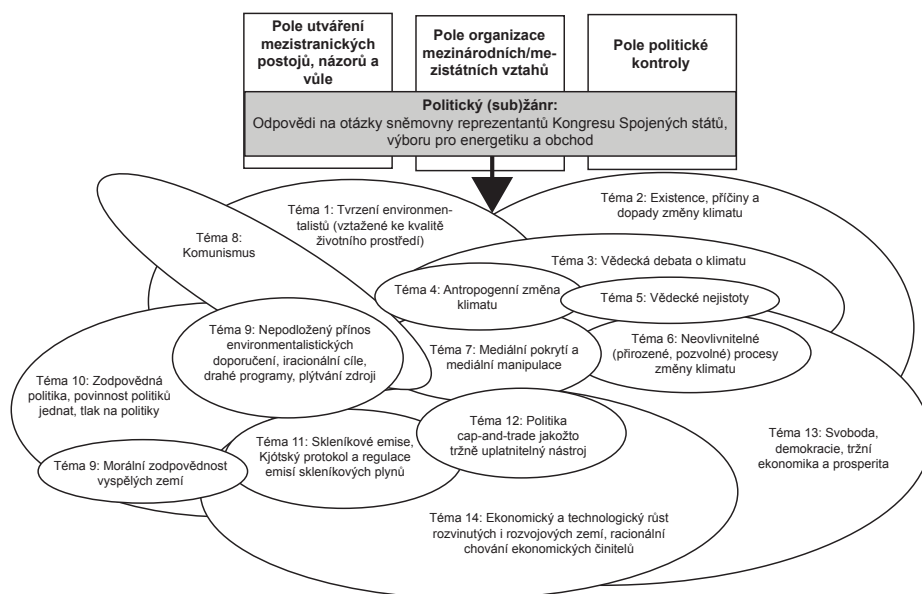 Pole utváření
mezistranických
postojů, názorů a
vůle
Pole organizace
mezinárodních/me-
zistátních vztahů
Pole politické
kontroly
Politický (sub)žánr:
Odpovědi na otázky sněmovny reprezentantů Kongresu Spojených států,
výboru pro energetiku a obchod
Téma 1: Tvrzení environmen-
talistů (vztažené ke kvalitě
životního prostředí)
Téma 2: Existence, příčiny a
dopady změny klimatu
Téma 8:
Komunismus
Téma 3: Vědecká debata o klimatu
Téma 4: Antropogenní změna
klimatu
Téma 5: Vědecké nejistoty
Téma 9: Nepodložený přínos
environmentalistických
doporučení, iracionální cíle,
drahé programy, plýtvání zdroji
Téma 7: Mediální pokrytí a
mediální manipulace
Téma 6: Neovlivnitelné
(přirozené, pozvolné) procesy
změny klimatu
Téma 10: Zodpovědná
politika, povinnost politiků
jednat, tlak na politiky
Téma 12: Politika
cap-and-trade jakožto
tržně uplatnitelný nástroj
Téma 13: Svoboda,
demokracie, tržní
ekonomika a prosperita
Téma 11: Skleníkové emise,
Kjótský protokol a regulace
emisí skleníkových plynů
Téma 9: Morální zodpovědnost
vyspělých zemí
Téma 14: Ekonomický a technologický růst
rozvinutých i rozvojových zemí, racionální
chování ekonomických činitelů